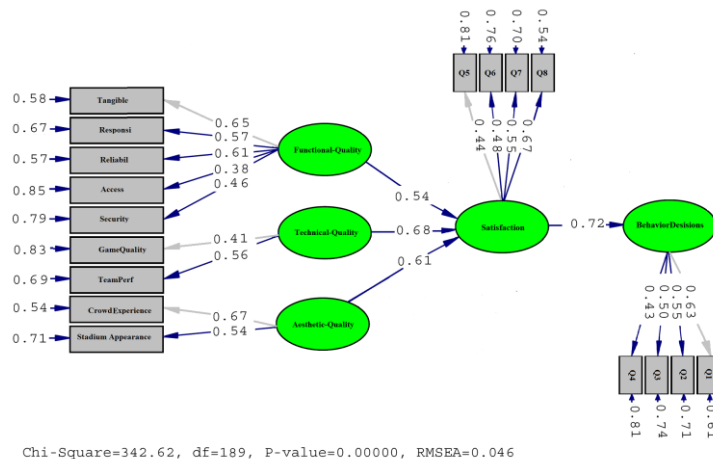 0.81
0.76
0.70
0.54
Q5
Q6
Q7
Q8
0.44
0.48
0.55
0.67
0.58
Tangible
0.67
Responsi
0.57
Reliabil
0.85
Access
0.79
Security
0.83
GameQuality
0.69
TeamPerf
0.54
CrowdExperience
0.71
Stadium Appearance
0.65
0.57
0.61
0.38
0.46
Functional-Quality
0.41
0.56
Technical-Quality
0.67
0.54
Aesthetic-Quality
0.54
0.68
0.61
Satisfaction
0.72
BehaviorDesisions
0.43
0.50
0.55
0.63
Q4
Q3
Q2
Q1
0.81
0.74
0.71
0.61
Chi-Square=342.62, df=189, P-value=0.00000, RMSEA=0.046